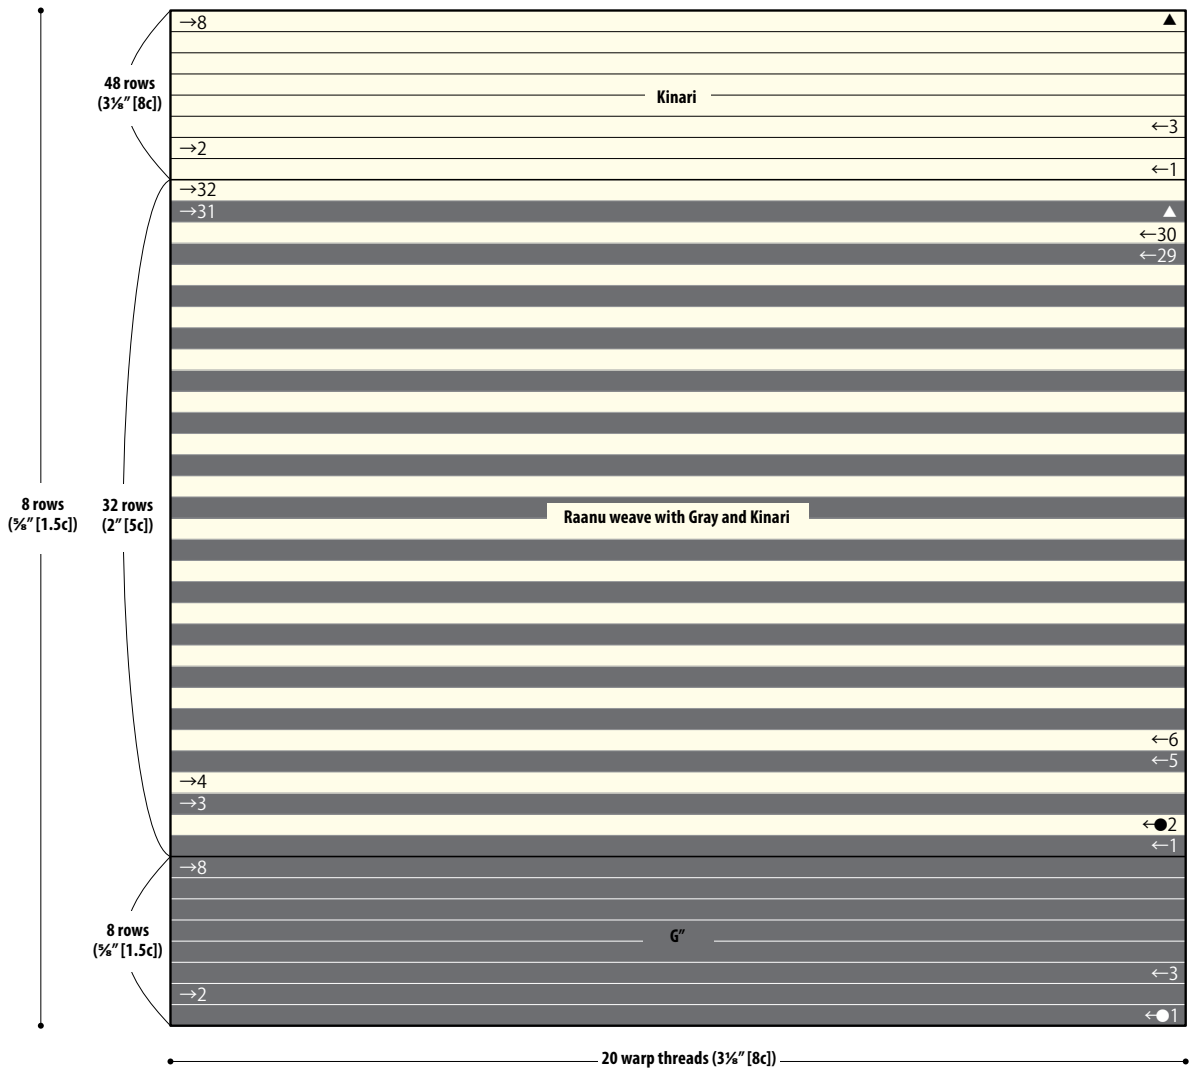 →8 ▲
48 rows
(3⅛” [8c])
Kinari
←3
→2
←1
→32
→31 ▲
←30
←29
8 rows
(⅝” [1.5c])
32 rows
(2” [5c])
Raanu weave with Gray and Kinari
←6
←5
→4
→3
←●2
←1
→8
8 rows
(⅝” [1.5c])
G”
←3
→2
←●1
20 warp threads (3⅛” [8c])